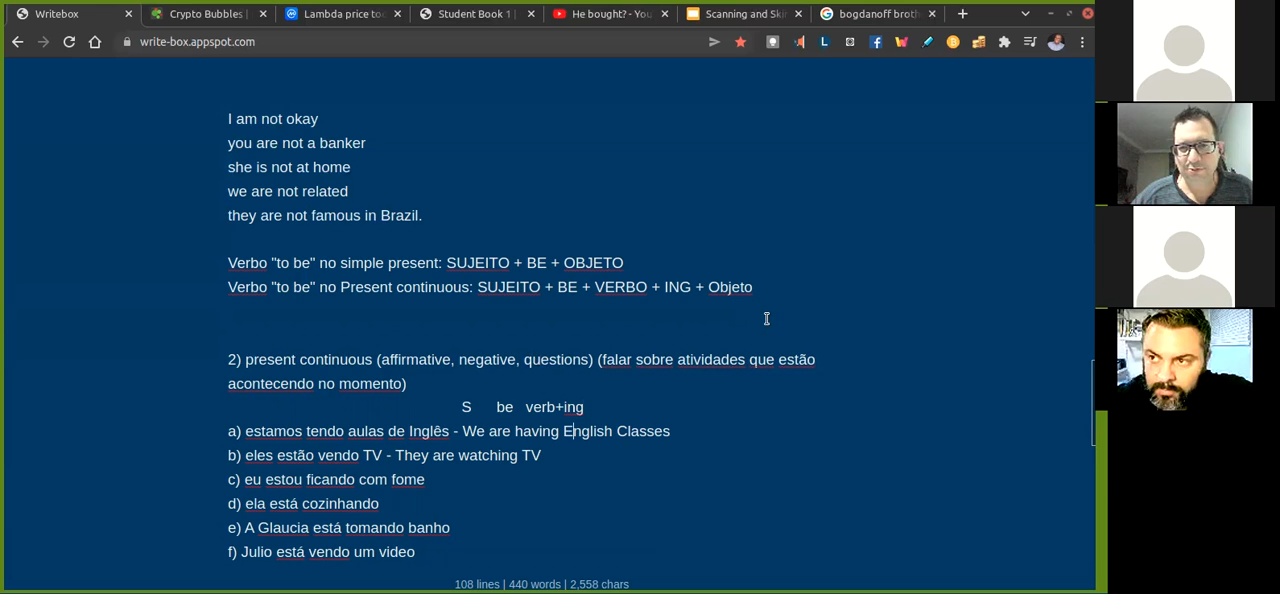 Writebox
Crypto Bubbles |
Lambda price to
Student Book 1 |
He bought? - You
Scanning and Ski
bogdanoff broth
write-box.appspot.com
I am not okay
you are not a banker
she is not at home
we are not related
they are not famous in Brazil.
Verbo "to be" no simple present: SUJEITO + BE + OBJETO
Verbo "to be" no Present continuous: SUJEITO + BE + VERBO + ING + Objeto
2) present continuous (affirmative, negative, questions) (falar sobre atividades que estão
acontecendo no momento)
S be verb+ing
a) estamos tendo aulas de Inglês - We are having English Classes
b) eles estão vendo TV - They are watching TV
c) eu estou ficando com fome
d) ela está cozinhando
e) A Glaucia está tomando banho
f) Julio está vendo um video
108 lines | 440 words | 2,558 chars